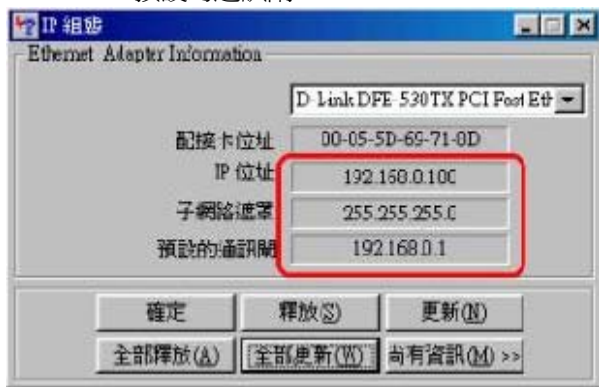 IP 組態
Ethernet Adapter Information
D-Link DFE-530TX PCI Fast Eth
配接卡位址 00-05-5D-69-71-0D
IP 位址 192.168.0.100
子網路遮罩 255.255.255.0
預設的通訊閘 192.168.0.1
確定 釋放(S) 更新(N)
全部釋放(A) 全部更新(W) 尚有資訊(M) >>